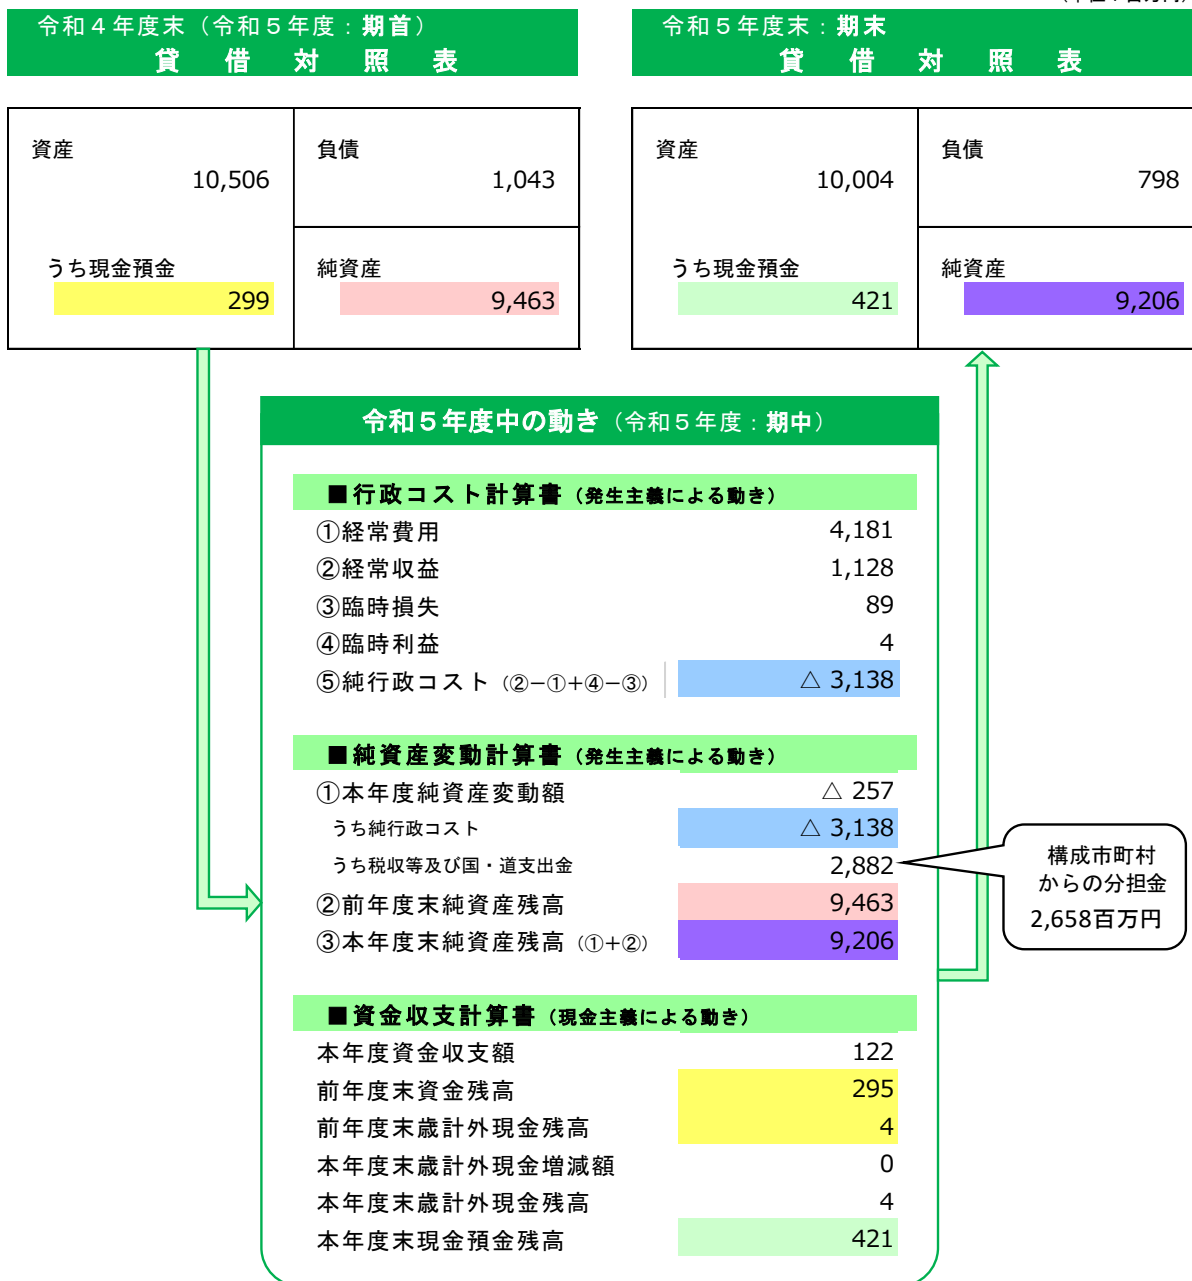 令和４年度末（令和５年度：期首）
貸　借　対　照　表
資産
10,506
負債
1,043
うち現金預金
299
純資産
9,463
令和５年度末：期末
貸　借　対　照　表
資産
10,004
負債
798
うち現金預金
421
純資産
9,206
令和５年度中の動き（令和５年度：期中）
■行政コスト計算書（発生主義による動き）
①経常費用 4,181
②経常収益 1,128
③臨時損失 89
④臨時利益 4
⑤純行政コスト（②－①＋④－③） △ 3,138
■純資産変動計算書（発生主義による動き）
①本年度純資産変動額 △ 257
うち純行政コスト △ 3,138
うち税収等及び国・道支出金 2,882
②前年度末純資産残高 9,463
③本年度末純資産残高（①＋②） 9,206
構成市町村
からの分担金
2,658百万円
■資金収支計算書（現金主義による動き）
本年度資金収支額 122
前年度末資金残高 295
前年度末歳計外現金残高 4
本年度末歳計外現金増減額 0
本年度末歳計外現金残高 4
本年度末現金預金残高 421